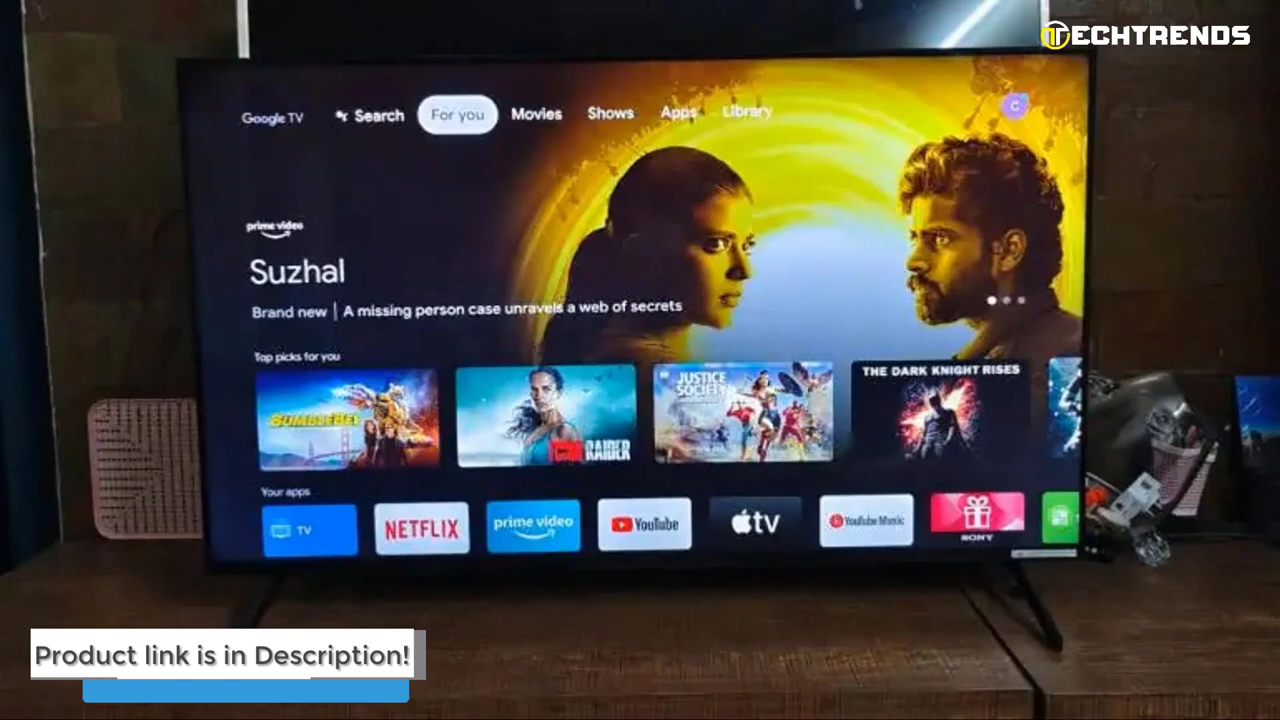 TECHTRENDS
Google TV Search For you Movies Shows Apps Library C
prime video
Suzhal
Brand new | A missing person case unravels a web of secrets
Top picks for you
BUMBLEBEE
TOMB RAIDER
JUSTICE
SOCIETY
THE DARK KNIGHT RISES
Your apps
TV
NETFLIX
prime video
YouTube
tv
YouTube Music
SONY
Product link is in Description!